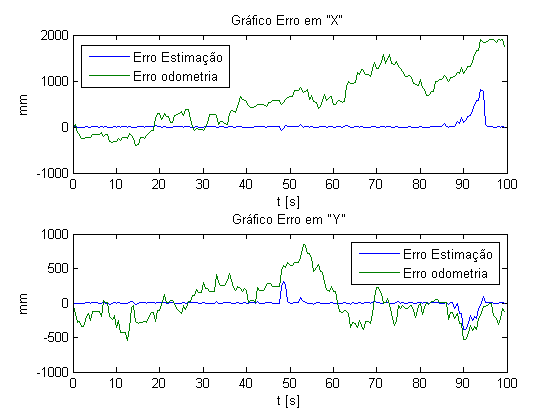 Gráfico Erro em "X"
2000
1000
0
-1000
mm
Erro Estimação
Erro odometria
0 10 20 30 40 50 60 70 80 90 100
t [s]
Gráfico Erro em "Y"
1000
500
0
-500
-1000
mm
Erro Estimação
Erro odometria
0 10 20 30 40 50 60 70 80 90 100
t [s]